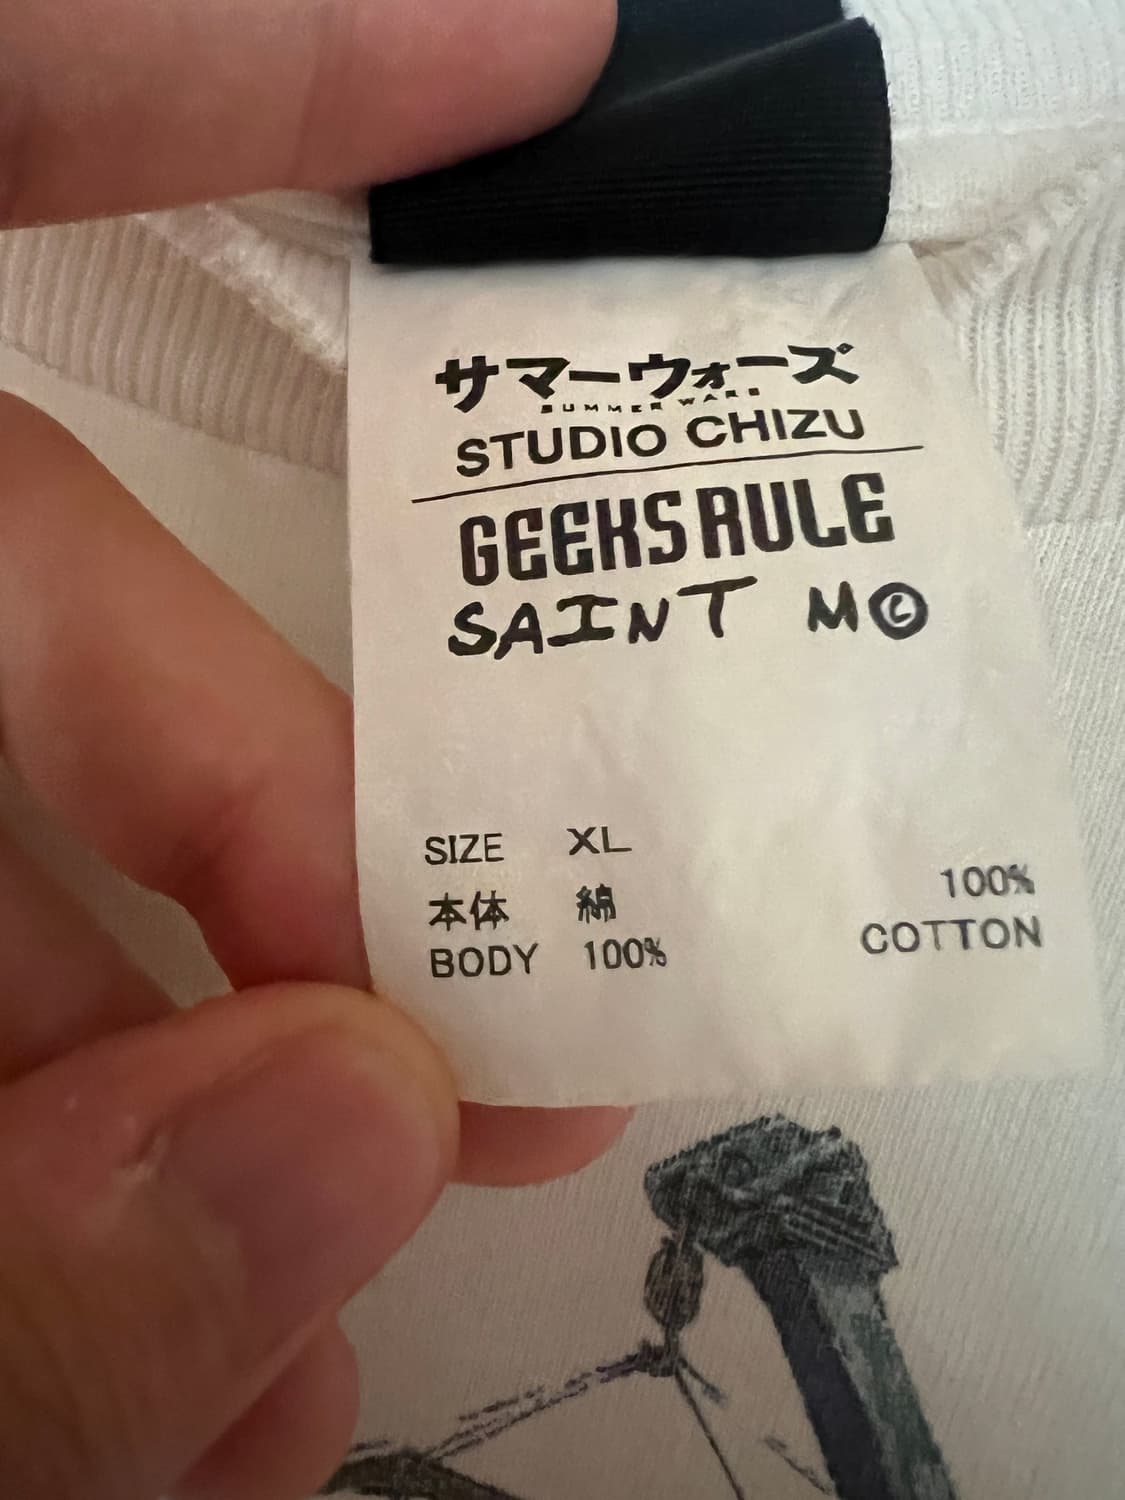 サマーウォーズ
SUMMER WARS
STUDIO CHIZU
GEEKS RULE
SAINT M©
SIZE XL
本体 綿 100%
BODY 100% COTTON